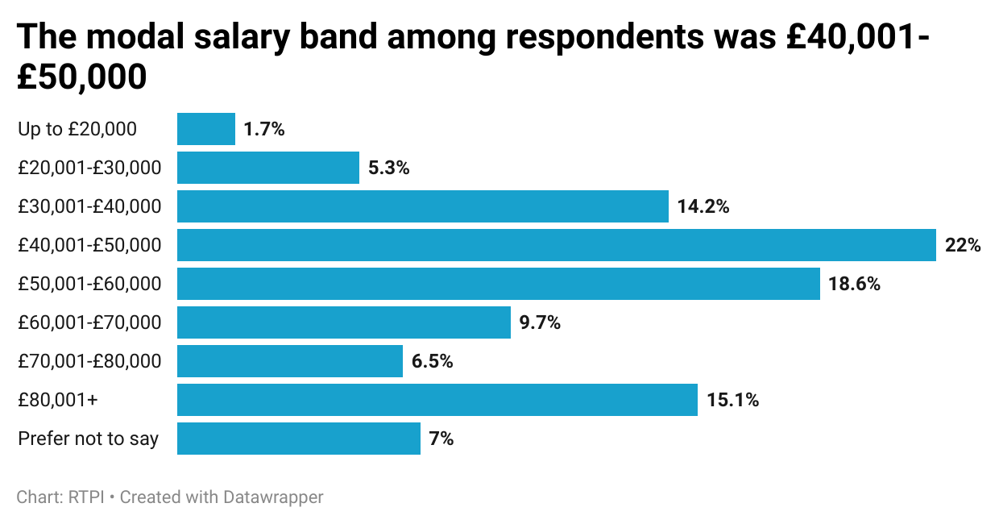 The modal salary band among respondents was £40,001-
£50,000
Up to £20,000 1.7%
£20,001-£30,000 5.3%
£30,001-£40,000 14.2%
£40,001-£50,000 22%
£50,001-£60,000 18.6%
£60,001-£70,000 9.7%
£70,001-£80,000 6.5%
£80,001+ 15.1%
Prefer not to say 7%
Chart: RTPI • Created with Datawrapper